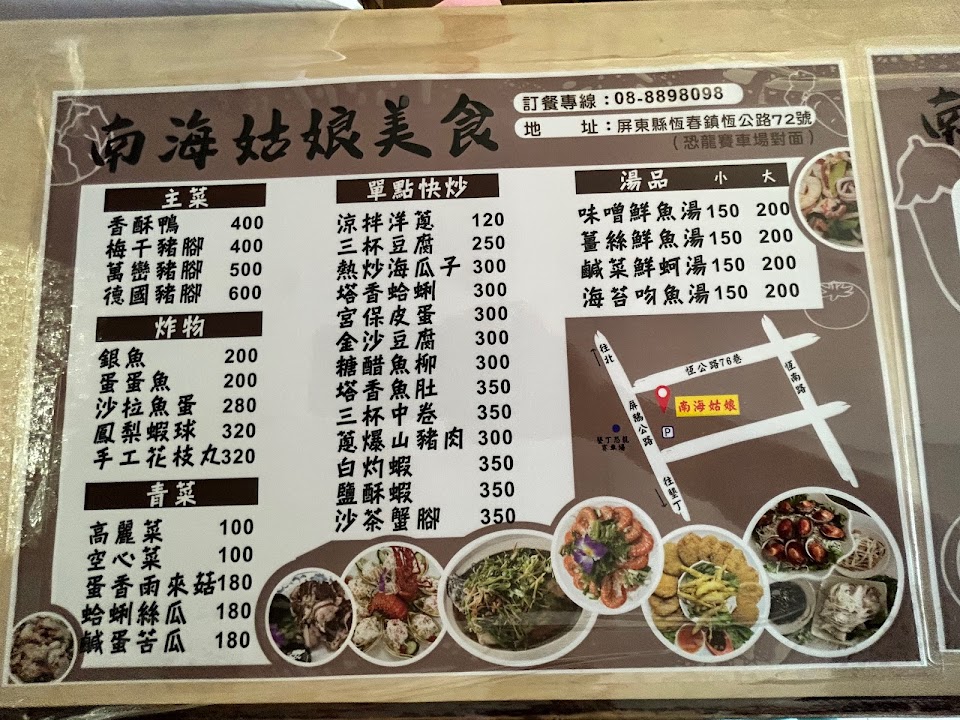 南海姑娘美食
訂餐專線：08-8898098
地 址：屏東縣恆春鎮恆公路72號
（恐龍賽車場對面）
主菜
香酥鴨 400
梅干豬腳 400
萬巒豬腳 500
德國豬腳 600
炸物
銀魚 200
蛋蛋魚 200
沙拉魚蛋 280
鳳梨蝦球 320
手工花枝丸 320
青菜
高麗菜 100
空心菜 100
蛋香雨來菇 180
蛤蜊絲瓜 180
鹹蛋苦瓜 180
單點快炒
涼拌洋蔥 120
三杯豆腐 250
熱炒海瓜子 300
塔香蛤蜊 300
宮保皮蛋 300
金沙豆腐 300
糖醋魚柳 300
塔香魚肚 350
三杯中卷 350
蔥爆山豬肉 300
白灼蝦 350
鹽酥蝦 350
沙茶蟹腳 350
湯品 小 大
味噌鮮魚湯 150 200
薑絲鮮魚湯 150 200
鹹菜鮮蚵湯 150 200
海苔吻魚湯 150 200
往北
恆公路76巷
恆南路
南海姑娘
屏鵝公路
P
墾丁恐龍
賽車場
往墾丁
南